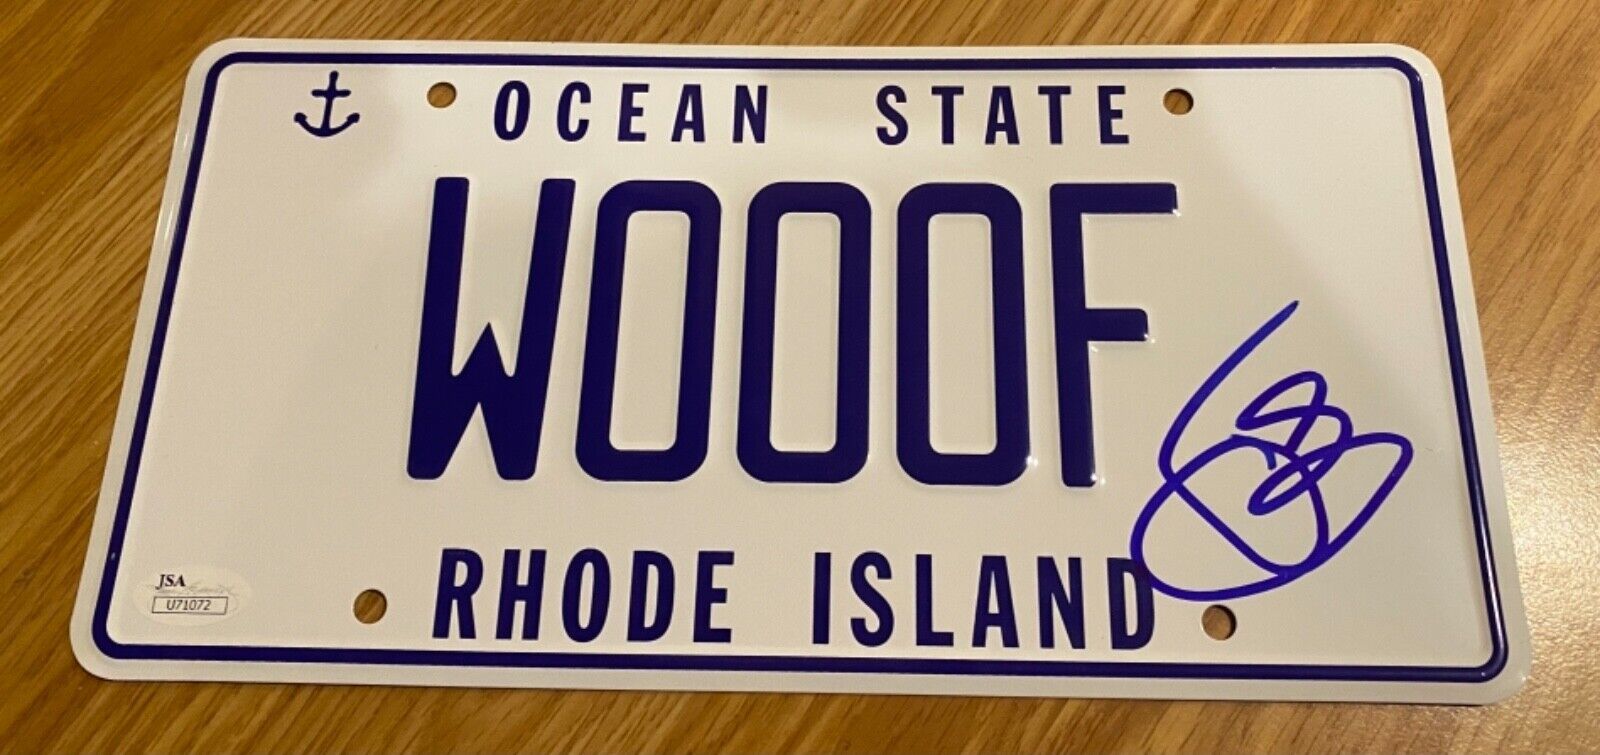 OCEAN STATE
WOOOF
RHODE ISLAND
JSA
U71072